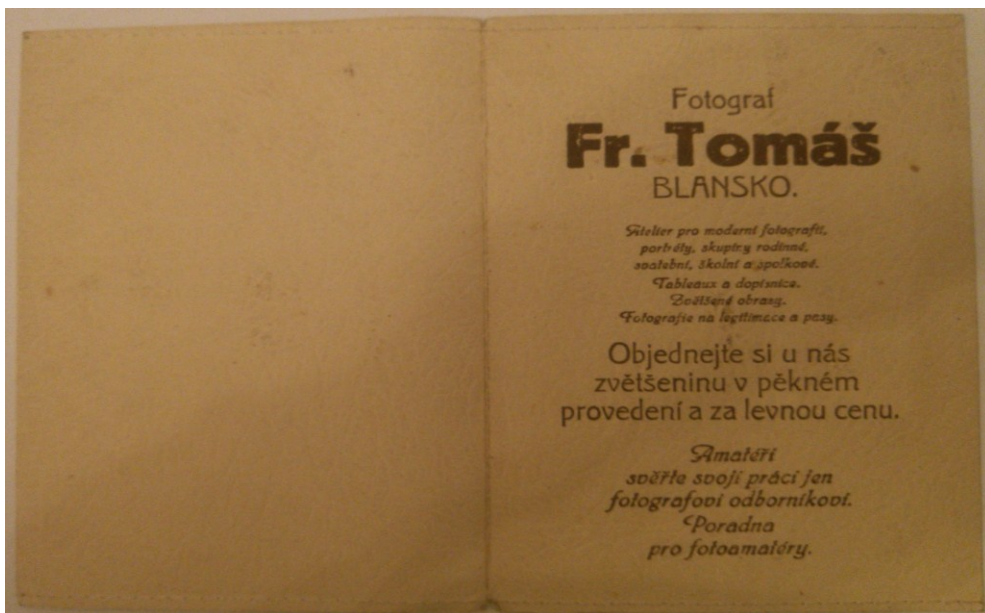 Fotograf
Fr. Tomáš
BLANSKO.
Atelier pro moderní fotografii,
portréty, skupiny rodinné,
svatební, školní a spolkové.
Tableaux a dopisnice.
Zvětšené obrasy.
Fotografie na legitimace a pasy.
Objednejte si u nás
zvětšeninu v pěkném
provedení a za levnou cenu.
Amatéři
svěřte svojí práci jen
fotografovi odborníkovi.
Poradna
pro fotoamatéry.